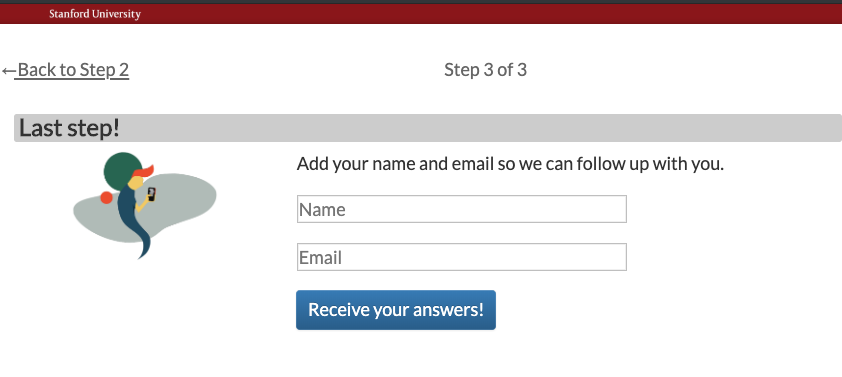 Stanford University
←Back to Step 2
Step 3 of 3
Last step!
Add your name and email so we can follow up with you.
Name
Email
Receive your answers!